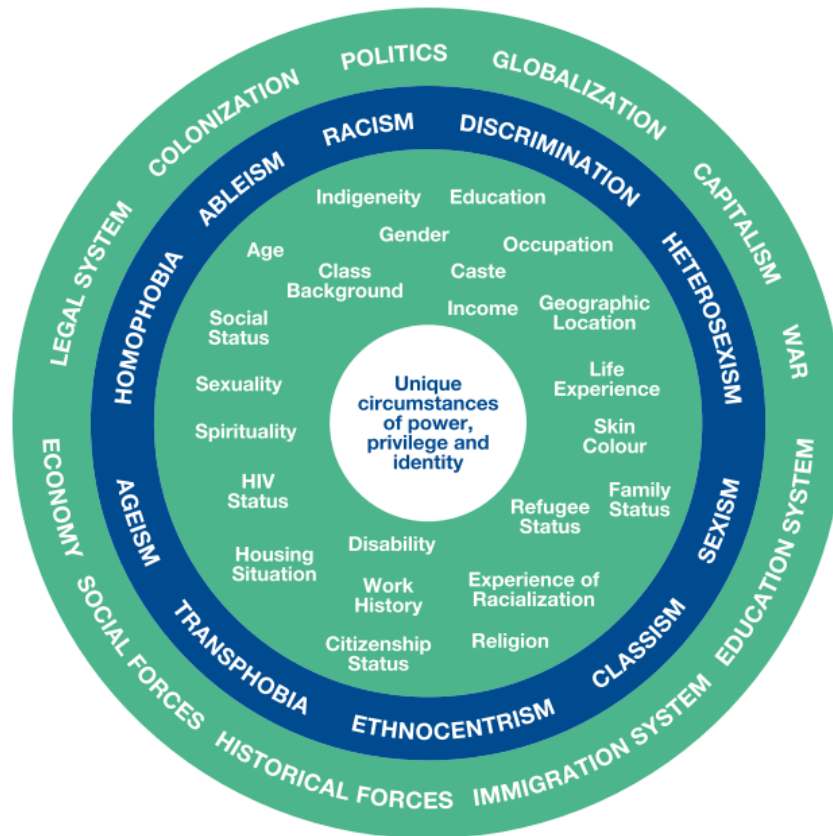 POLITICS
GLOBALIZATION
CAPITALISM
WAR
EDUCATION SYSTEM
IMMIGRATION SYSTEM
HISTORICAL FORCES
SOCIAL FORCES
ECONOMY
LEGAL SYSTEM
COLONIZATION
RACISM
DISCRIMINATION
HETEROSEXISM
SEXISM
CLASSISM
ETHNOCENTRISM
TRANSPHOBIA
AGEISM
HOMOPHOBIA
ABLEISM
Indigeneity
Education
Gender
Age
Occupation
Class
Background
Caste
Income
Geographic
Location
Social
Status
Sexuality
Life
Experience
Spirituality
Skin
Colour
HIV
Status
Family
Status
Refugee
Status
Disability
Housing
Situation
Work
History
Experience of
Racialization
Citizenship
Status
Religion
Unique
circumstances
of power,
privilege and
identity